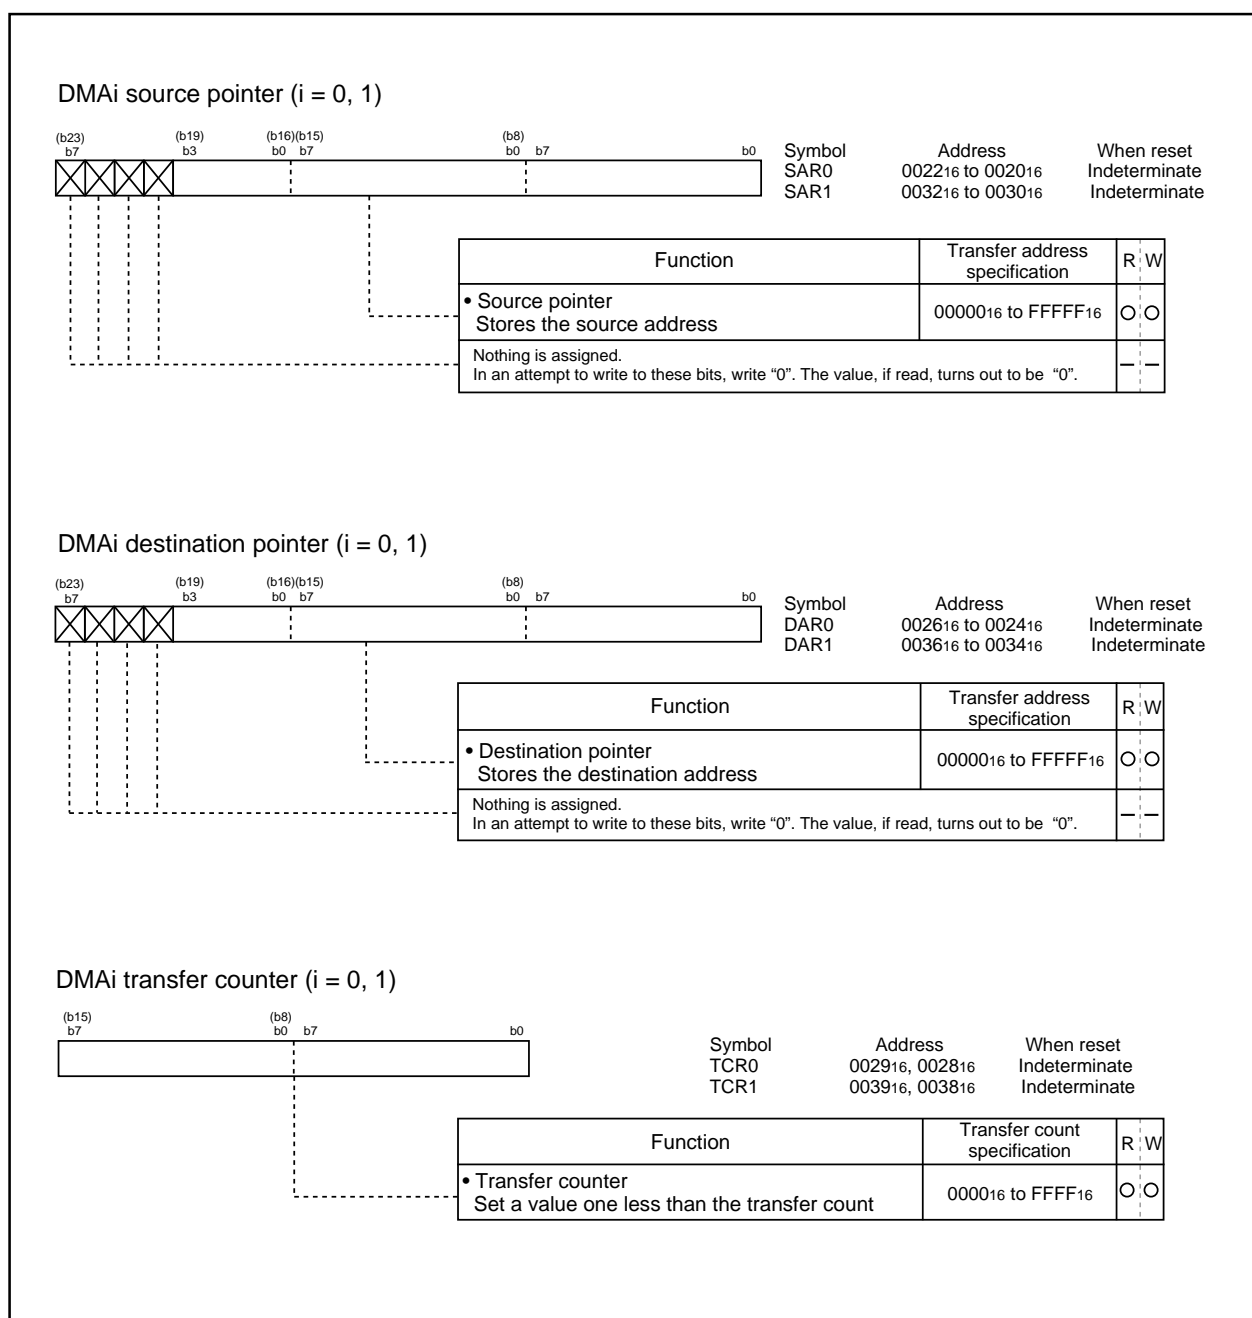 DMAi source pointer (i = 0, 1)
(b23) (b19) (b16)(b15) (b8)
b7 b3 b0 b7 b0 b7 b0
Symbol Address When reset
SAR0 002216 to 002016 Indeterminate
SAR1 003216 to 003016 Indeterminate
Function Transfer address specification R W
• Source pointer
Stores the source address 0000016 to FFFFF16
Nothing is assigned.
In an attempt to write to these bits, write “0”. The value, if read, turns out to be “0”.
DMAi destination pointer (i = 0, 1)
(b23) (b19) (b16)(b15) (b8)
b7 b3 b0 b7 b0 b7 b0
Symbol Address When reset
DAR0 002616 to 002416 Indeterminate
DAR1 003616 to 003416 Indeterminate
Function Transfer address specification R W
• Destination pointer
Stores the destination address 0000016 to FFFFF16
Nothing is assigned.
In an attempt to write to these bits, write “0”. The value, if read, turns out to be “0”.
DMAi transfer counter (i = 0, 1)
(b15) (b8)
b7 b0 b7 b0
Symbol Address When reset
TCR0 002916, 002816 Indeterminate
TCR1 003916, 003816 Indeterminate
Function Transfer count specification R W
• Transfer counter
Set a value one less than the transfer count 000016 to FFFF16